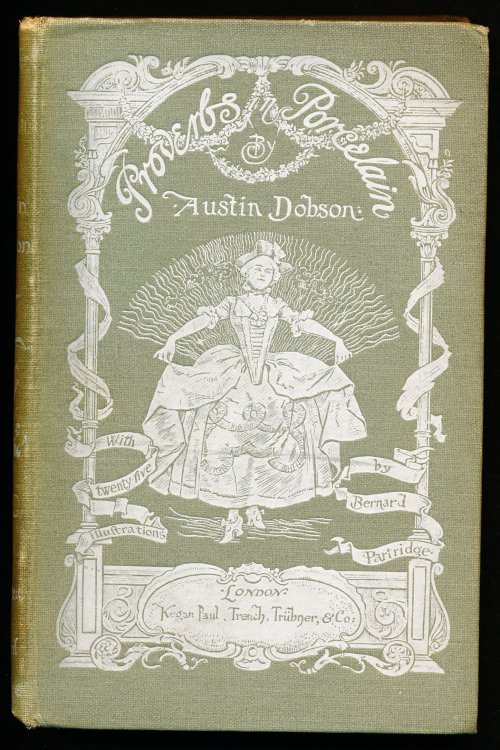 Proverbs in Porcelain
By
·Austin Dobson·
With
twenty-five
Illustrations
by
Bernard
Partridge·
LONDON·
Kegan Paul, Trench, Trübner, & Co: